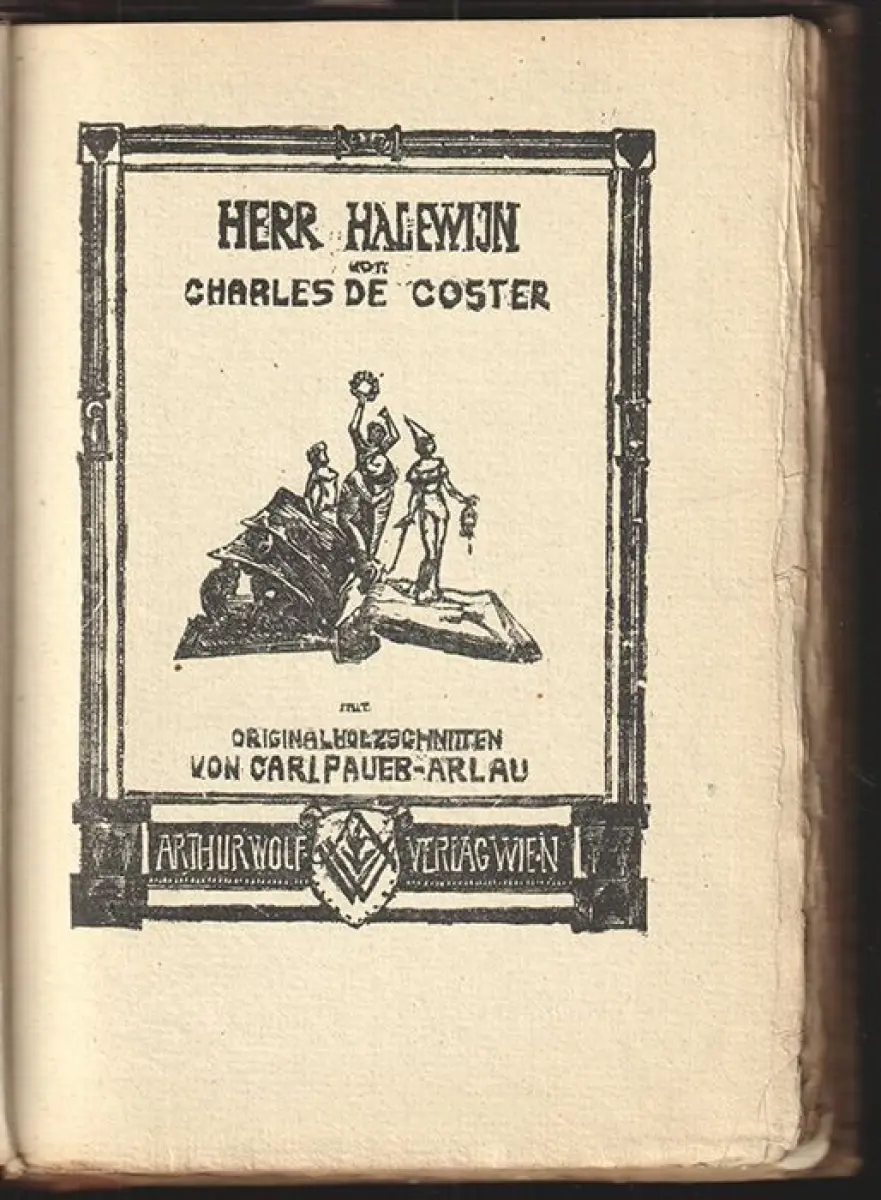 HERR HALEWIJN
von
CHARLES DE COSTER
mit
ORIGINALHOLZSCHNITTEN
VON CARL PAUER-ARLAU
ARTHUR WOLF VERLAG WIEN